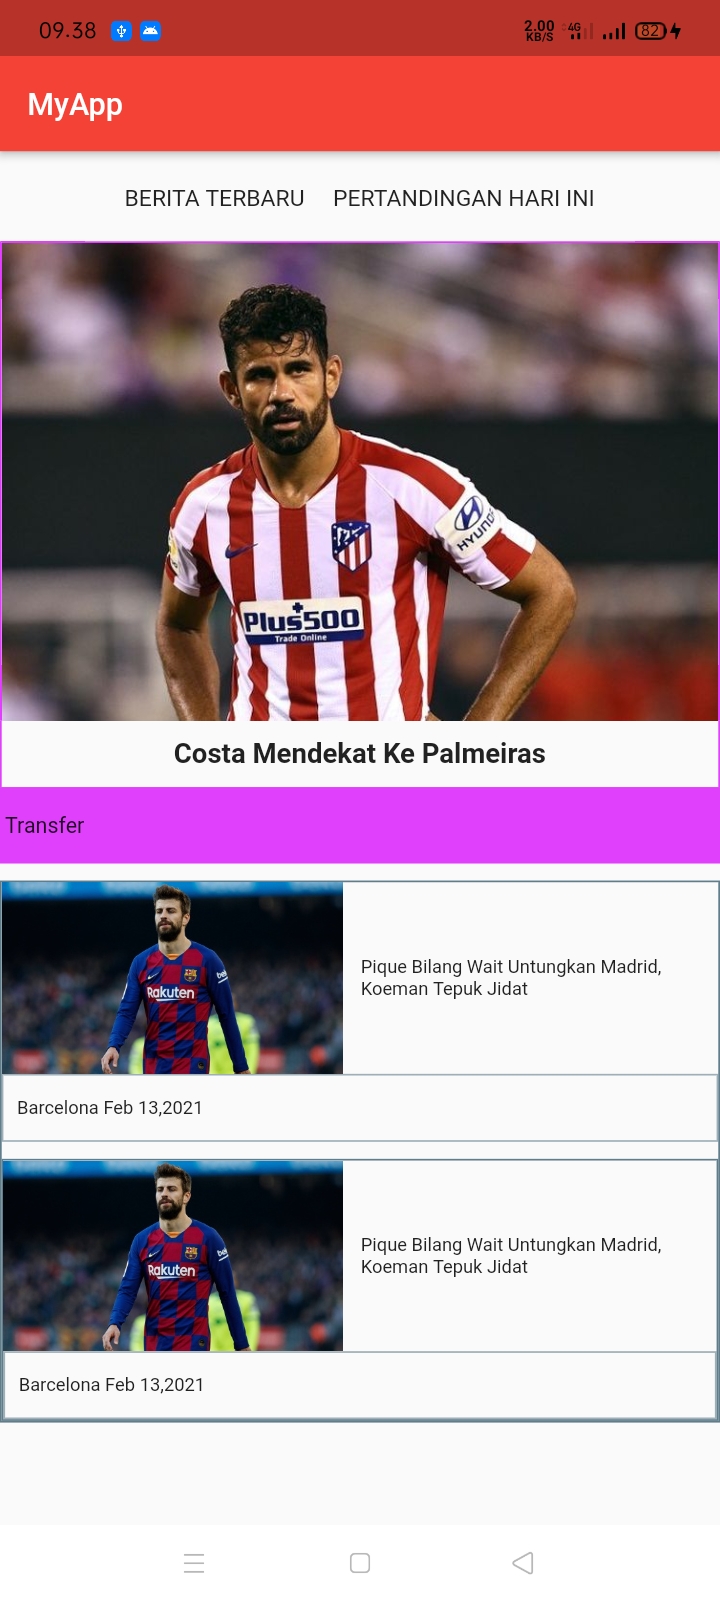 09.38
2.00
KB/S
4G
82
MyApp
BERITA TERBARU PERTANDINGAN HARI INI
HYUNDAI
Plus500
Trade Online
Costa Mendekat Ke Palmeiras
Transfer
Rakuten
Pique Bilang Wait Untungkan Madrid,
Koeman Tepuk Jidat
Barcelona Feb 13,2021
Rakuten
Pique Bilang Wait Untungkan Madrid,
Koeman Tepuk Jidat
Barcelona Feb 13,2021